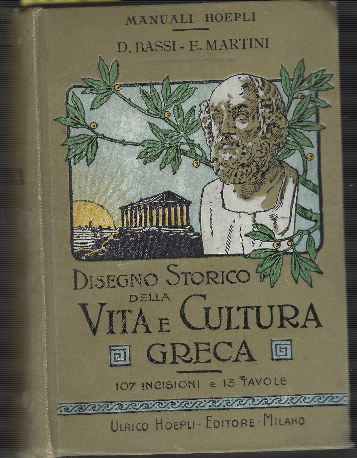 MANUALI HOEPLI
D. BASSI - E. MARTINI
DISEGNO STORICO
DELLA
VITA E CULTURA
GRECA
107 INCISIONI E 13 TAVOLE
ULRICO HOEPLI - EDITORE - MILANO